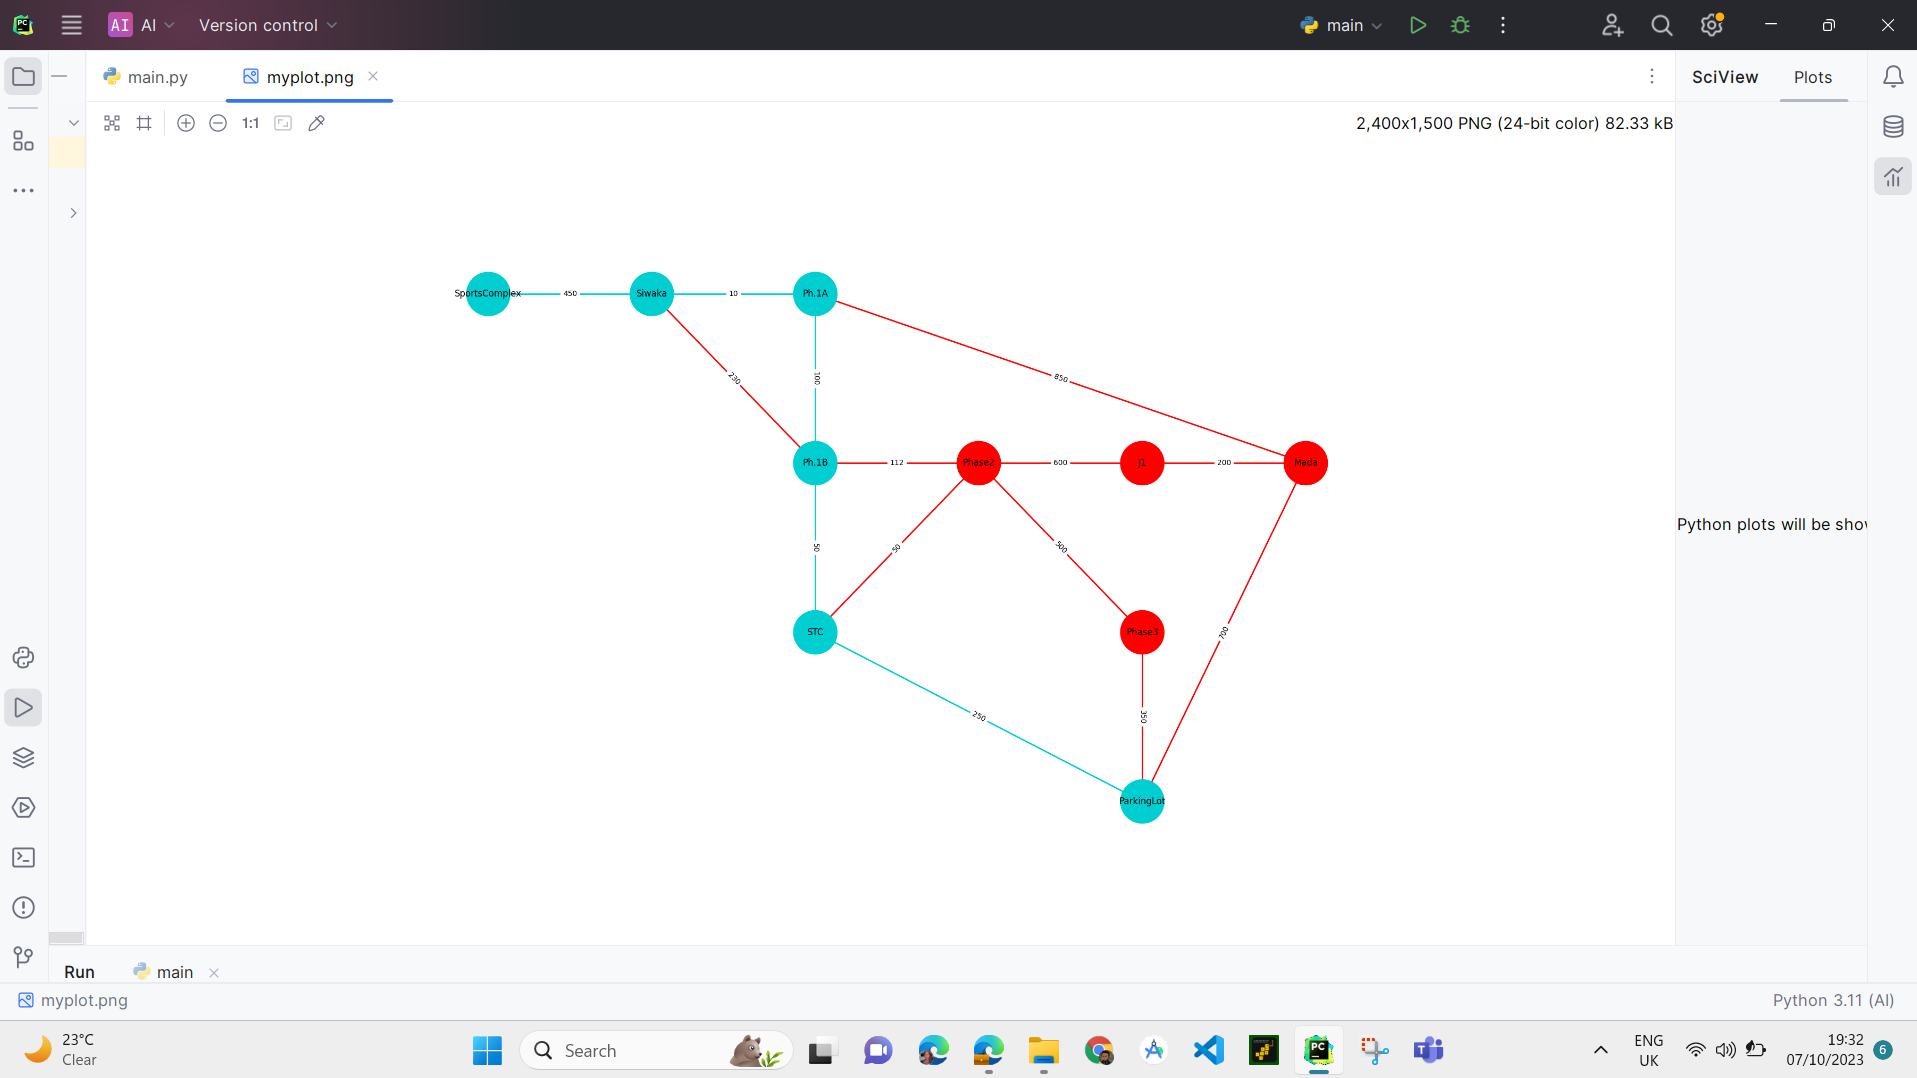 PC
AI AI Version control
main
main.py
myplot.png
SciView
Plots
1:1
2,400x1,500 PNG (24-bit color) 82.33 kB
SportsComplex
450
Siwaka
10
Ph.1A
230
100
850
Ph.1B
112
Phase2
600
J1
200
Mada
Python plots will be show
50
50
500
STC
Phase3
700
250
350
ParkingLot
Run
main
myplot.png
Python 3.11 (AI)
23°C
Clear
Search
PC
ENG
UK
19:32
07/10/2023
6